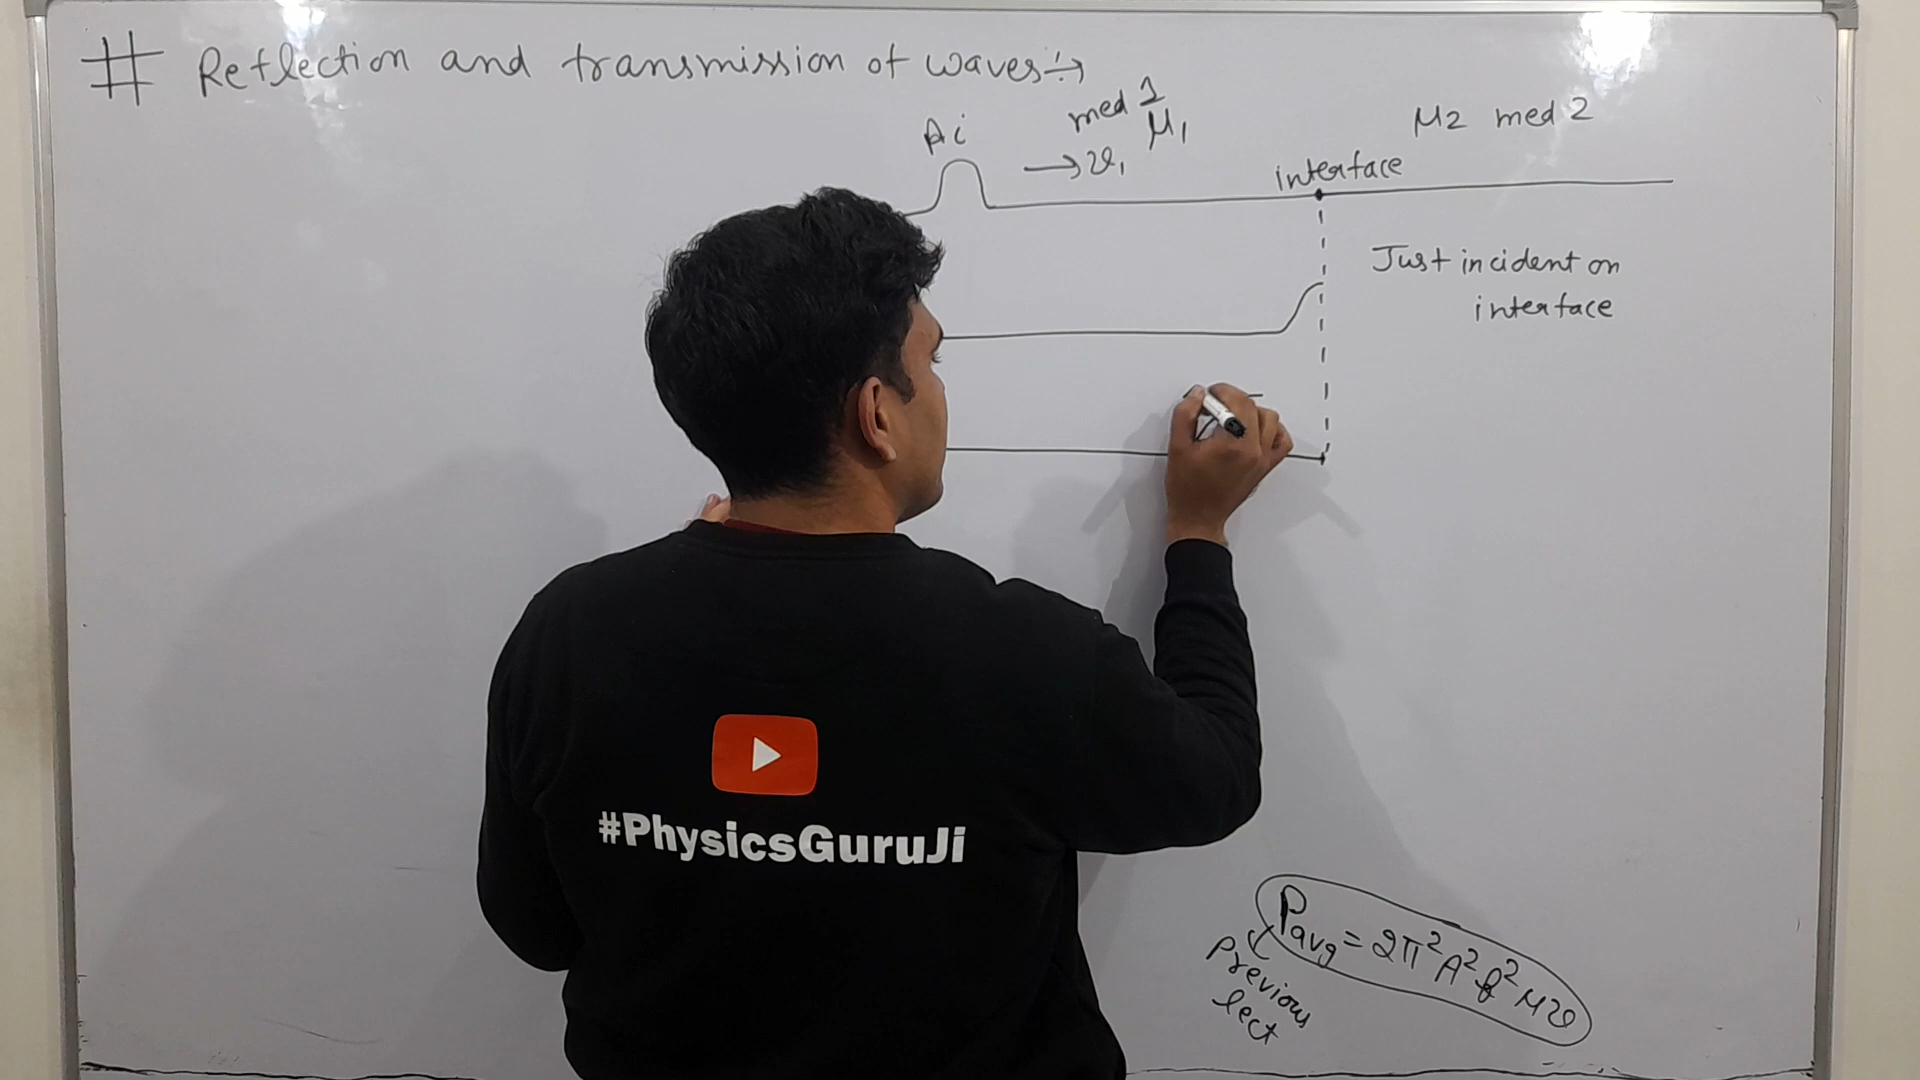 # Reflection and transmission of waves:→
Ai
med 1
→ v₁ μ₁
μ2 med 2
interface
Just incident on
interface
#PhysicsGuruJi
Pavg = 2π²A²f²μv
previous
lect